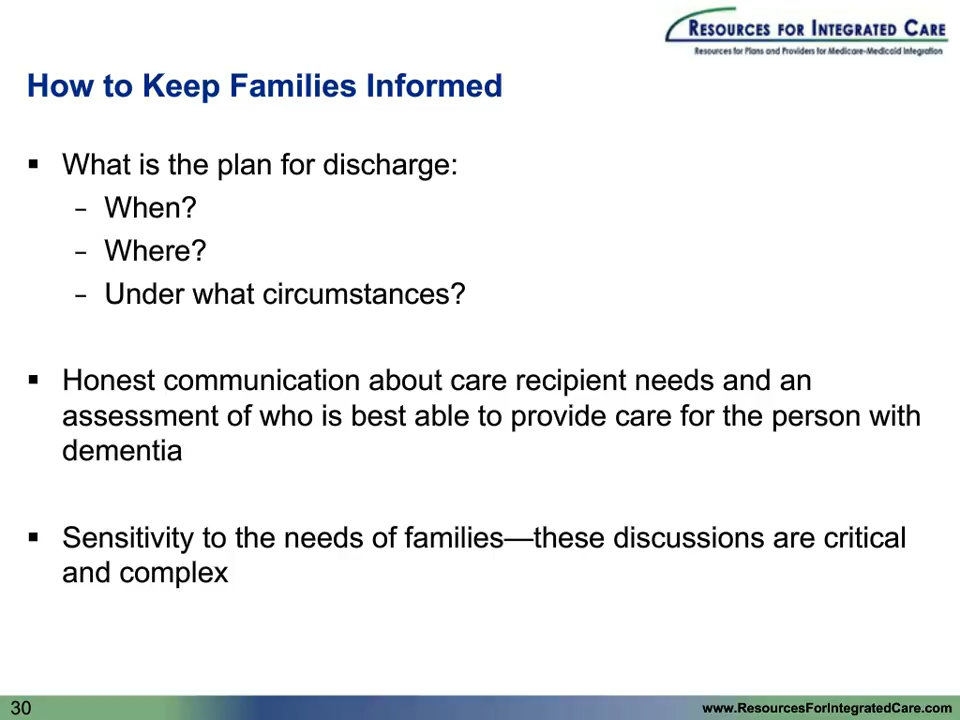 RESOURCES FOR INTEGRATED CARE
Resources for Plans and Providers for Medicare-Medicaid Integration
How to Keep Families Informed
▪ What is the plan for discharge:
– When?
– Where?
– Under what circumstances?
▪ Honest communication about care recipient needs and an
assessment of who is best able to provide care for the person with
dementia
▪ Sensitivity to the needs of families—these discussions are critical
and complex
30
www.ResourcesForIntegratedCare.com